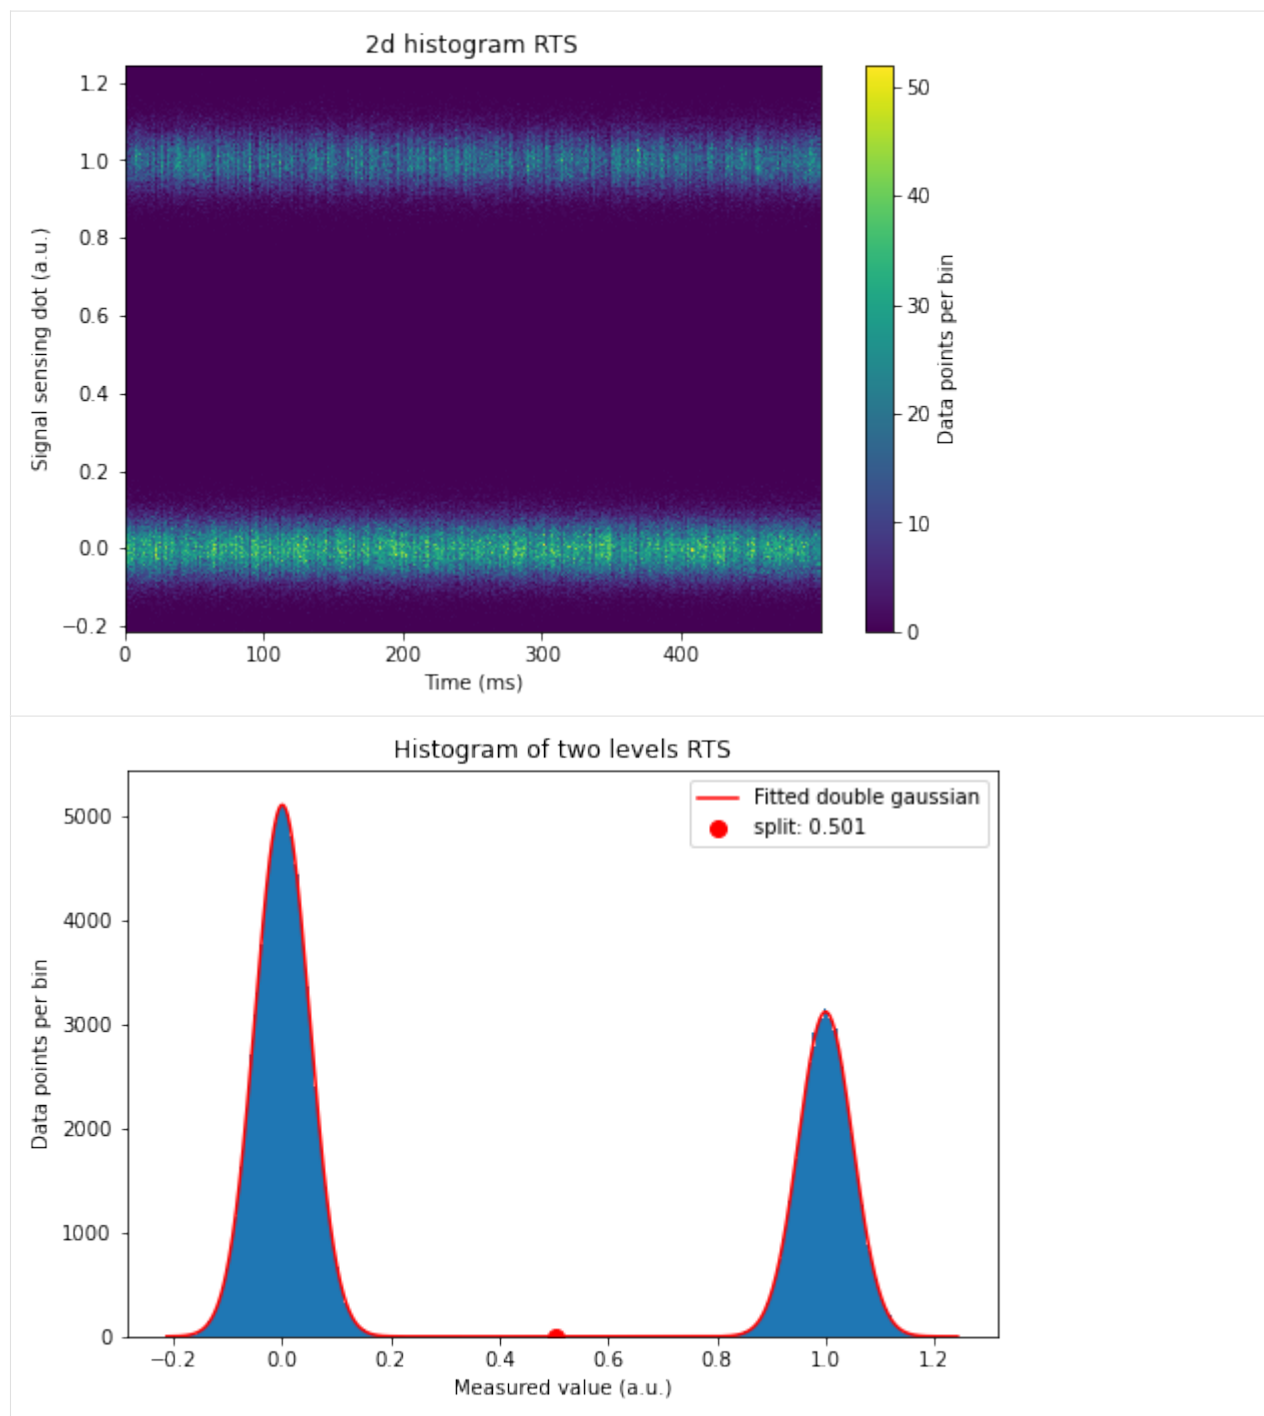 2d histogram RTS
1.2
1.0
0.8
0.6
0.4
0.2
0.0
−0.2
Signal sensing dot (a.u.)
0 100 200 300 400
Time (ms)
50
40
30
20
10
0
Data points per bin
Histogram of two levels RTS
Fitted double gaussian
split: 0.501
5000
4000
3000
2000
1000
0
Data points per bin
−0.2 0.0 0.2 0.4 0.6 0.8 1.0 1.2
Measured value (a.u.)